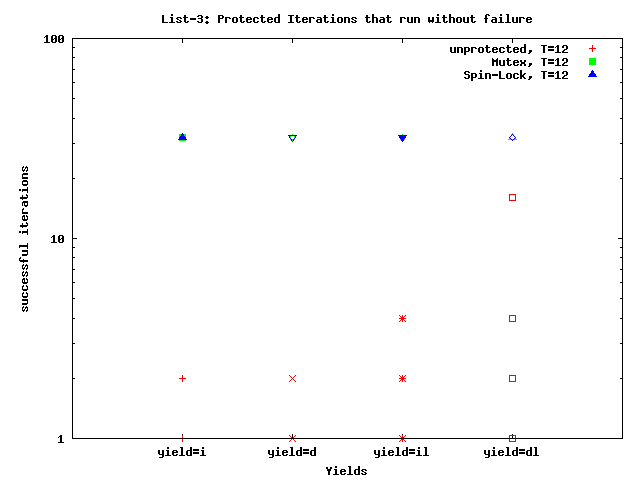 List-3: Protected Iterations that run without failure
100
unprotected, T=12
Mutex, T=12
Spin-Lock, T=12
successful iterations
10
1
yield=i yield=d yield=il yield=dl
Yields